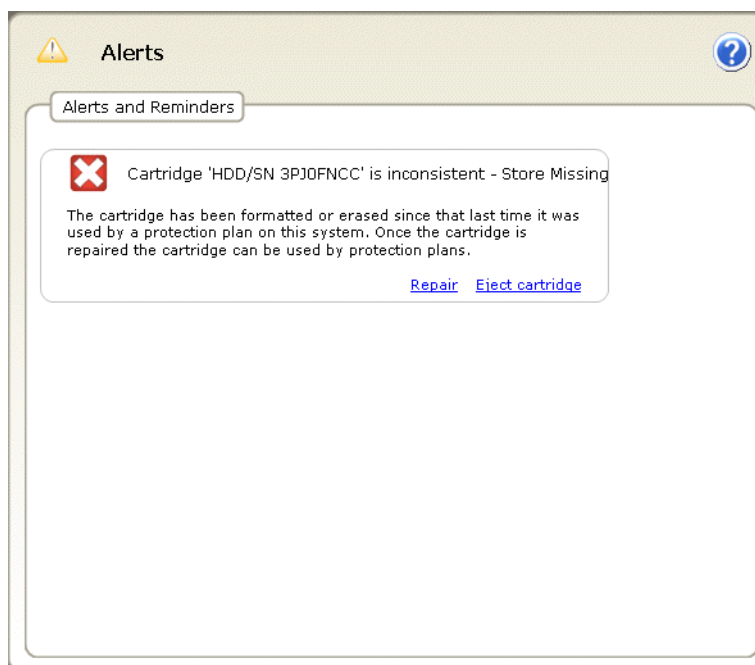 Alerts
Alerts and Reminders
Cartridge 'HDD/SN 3PJ0FNCC' is inconsistent - Store Missing
The cartridge has been formatted or erased since that last time it was
used by a protection plan on this system. Once the cartridge is
repaired the cartridge can be used by protection plans.
Repair Eject cartridge